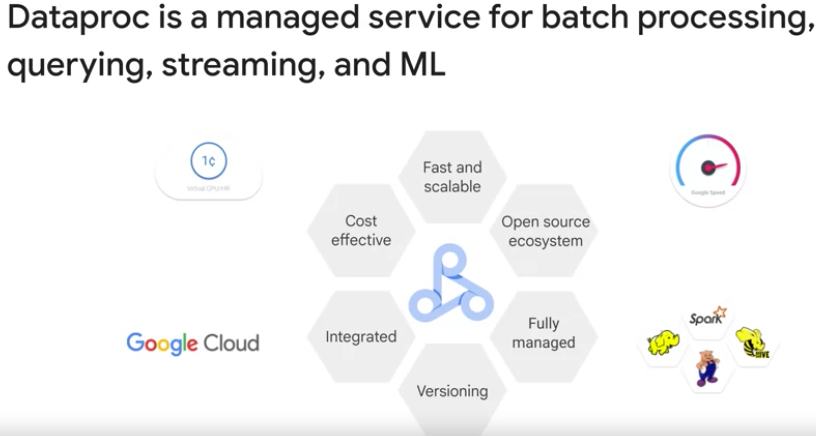 Dataproc is a managed service for batch processing,
querying, streaming, and ML
1¢
Virtual CPU/HR
Fast and
scalable
Google Speed
Cost
effective
Open source
ecosystem
Google Cloud
Integrated
Fully
managed
Spark
HIVE
Versioning